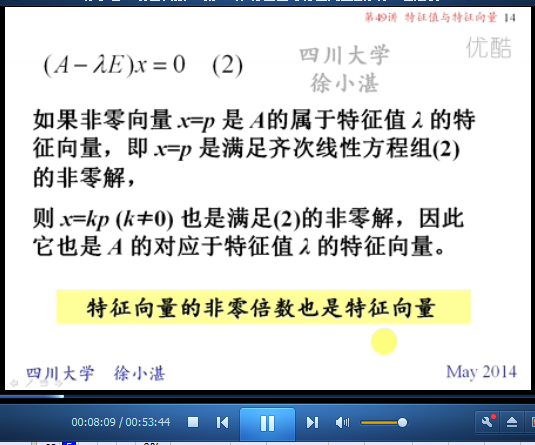 第49讲 特征值与特征向量 14
优酷
(A−λE)x = 0 (2)
四川大学
徐小湛
如果非零向量 x=p 是 A的属于特征值 λ 的特
征向量，即 x=p 是满足齐次线性方程组(2)
的非零解，
则 x=kp (k≠0) 也是满足(2)的非零解，因此
它也是 A 的对应于特征值 λ 的特征向量。
特征向量的非零倍数也是特征向量
四川大学 徐小湛
May 2014
00:08:09 / 00:53:44